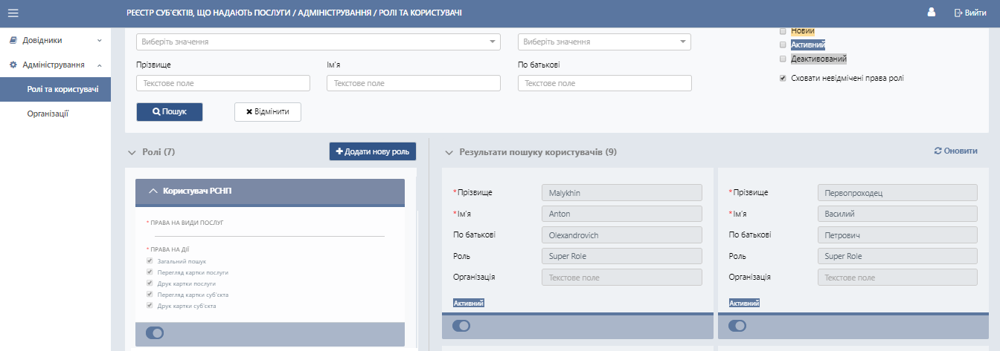 РЕЄСТР СУБ'ЄКТІВ, ЩО НАДАЮТЬ ПОСЛУГИ / АДМІНІСТРУВАННЯ / РОЛІ ТА КОРИСТУВАЧІ
Вийти
Довідники
Адміністрування
Ролі та користувачі
Організації
Виберіть значення
Виберіть значення
Новий
Активний
Деактивований
Сховати невідмічені права ролі
Прізвище
Ім'я
По батькові
Текстове поле
Текстове поле
Текстове поле
Пошук
Відмінити
Ролі (7)
Додати нову роль
Користувач РСНП
* ПРАВА НА ВИДИ ПОСЛУГ
* ПРАВА НА ДІЇ
Загальний пошук
Перегляд картки послуги
Друк картки послуги
Перегляд картки суб'єкта
Друк картки суб'єкта
Результати пошуку користувачів (9)
Оновити
*Прізвище
Malykhin
*Ім'я
Anton
По батькові
Olexandrovich
Роль
Super Role
Організація
Текстове поле
Активний
*Прізвище
Первопроходец
*Ім'я
Василий
По батькові
Петрович
Роль
Super Role
Організація
Текстове поле
Активний